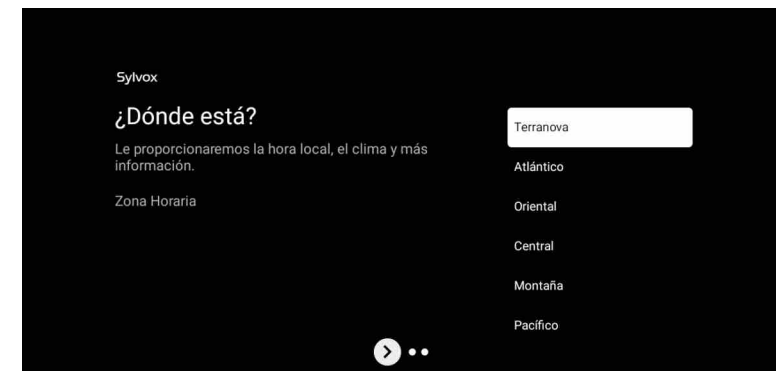 Sylvox
¿Dónde está?
Le proporcionaremos la hora local, el clima y más
información.
Zona Horaria
Terranova
Atlántico
Oriental
Central
Montaña
Pacífico